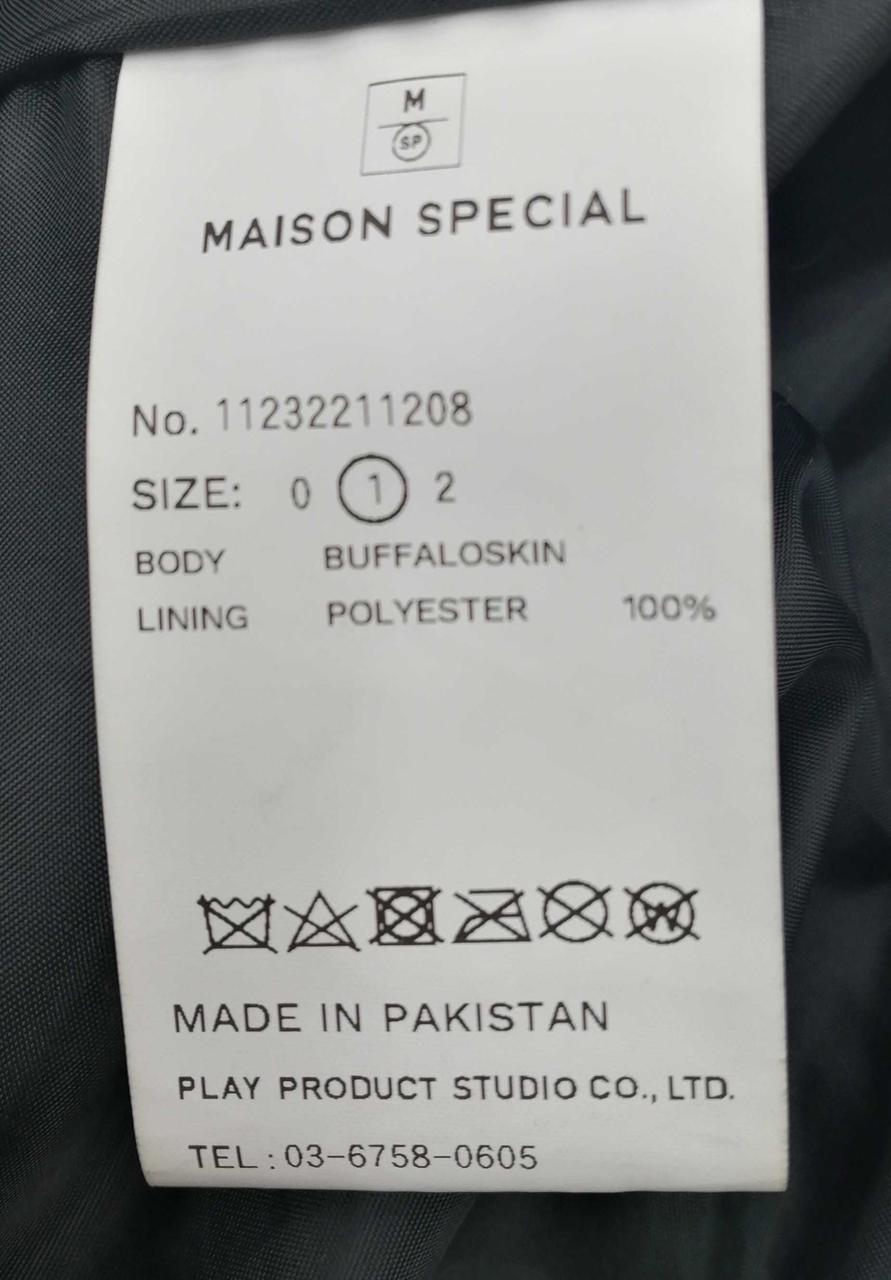 M
SP
MAISON SPECIAL
No. 11232211208
SIZE: 0 1 2
BODY BUFFALOSKIN
LINING POLYESTER 100%
W
MADE IN PAKISTAN
PLAY PRODUCT STUDIO CO., LTD.
TEL : 03-6758-0605